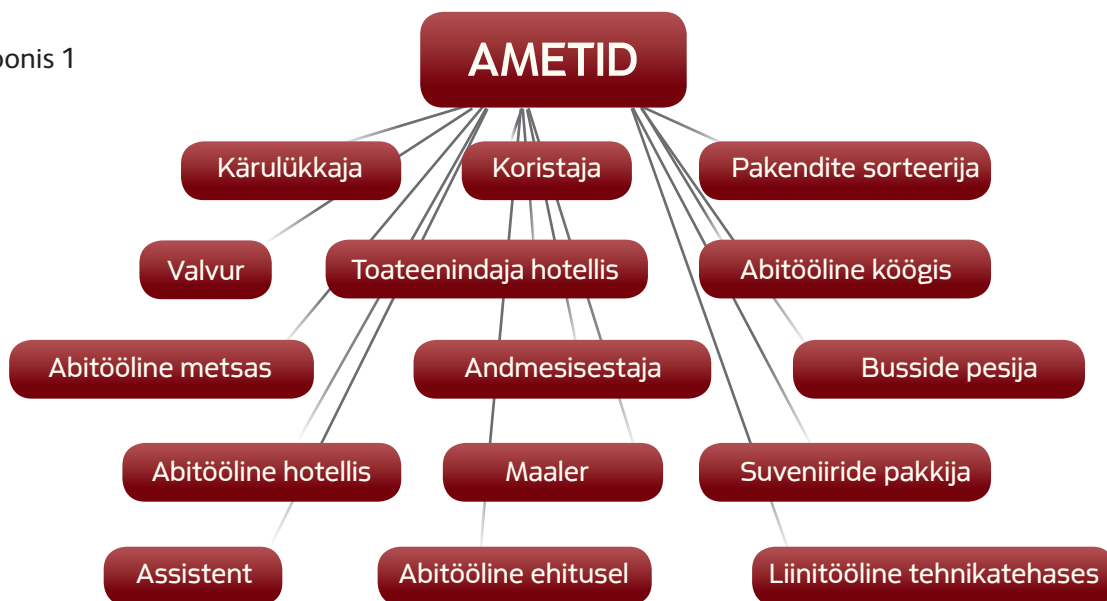 oonis 1
AMETID
Kärulükkaja
Koristaja
Pakendite sorteerija
Valvur
Toateenindaja hotellis
Abitööline köögis
Abitööline metsas
Andmesisestaja
Busside pesija
Abitööline hotellis
Maaler
Suveniiride pakkija
Assistent
Abitööline ehitusel
Liinitööline tehnikatehases